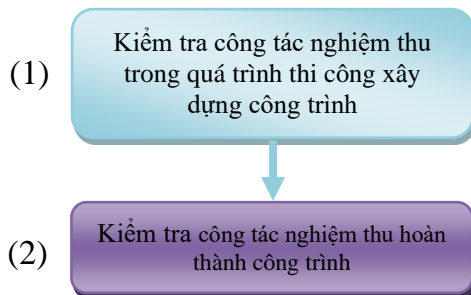 (1)
Kiểm tra công tác nghiệm thu
trong quá trình thi công xây
dựng công trình
(2)
Kiểm tra công tác nghiệm thu hoàn
thành công trình